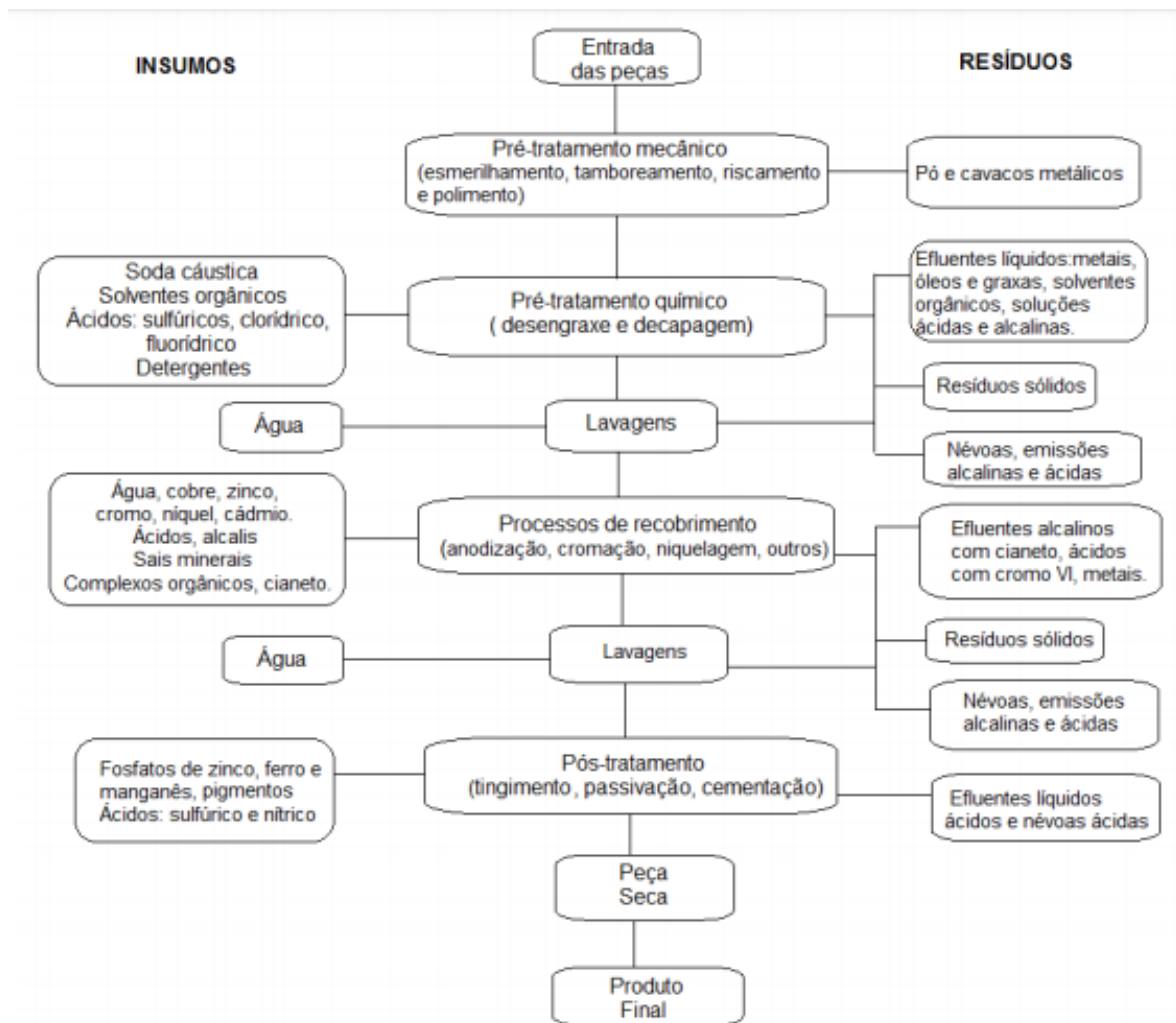 INSUMOS
Entrada
das peças
RESÍDUOS
Pré-tratamento mecânico
(esmerilhamento, tamboreamento, riscamento
e polimento)
Pó e cavacos metálicos
Soda cáustica
Solventes orgânicos
Ácidos: sulfúricos, clorídrico,
fluorídrico
Detergentes
Pré-tratamento químico
( desengraxe e decapagem)
Efluentes líquidos:metais,
óleos e graxas, solventes
orgânicos, soluções
ácidas e alcalinas.
Resíduos sólidos
Água
Lavagens
Névoas, emissões
alcalinas e ácidas
Água, cobre, zinco,
cromo, níquel, cádmio.
Ácidos, alcalis
Sais minerais
Complexos orgânicos, cianeto.
Processos de recobrimento
(anodização, cromação, niquelagem, outros)
Efluentes alcalinos
com cianeto, ácidos
com cromo VI, metais.
Resíduos sólidos
Água
Lavagens
Névoas, emissões
alcalinas e ácidas
Fosfatos de zinco, ferro e
manganês, pigmentos
Ácidos: sulfúrico e nítrico
Pós-tratamento
(tingimento, passivação, cementação)
Efluentes líquidos
ácidos e névoas ácidas
Peça
Seca
Produto
Final